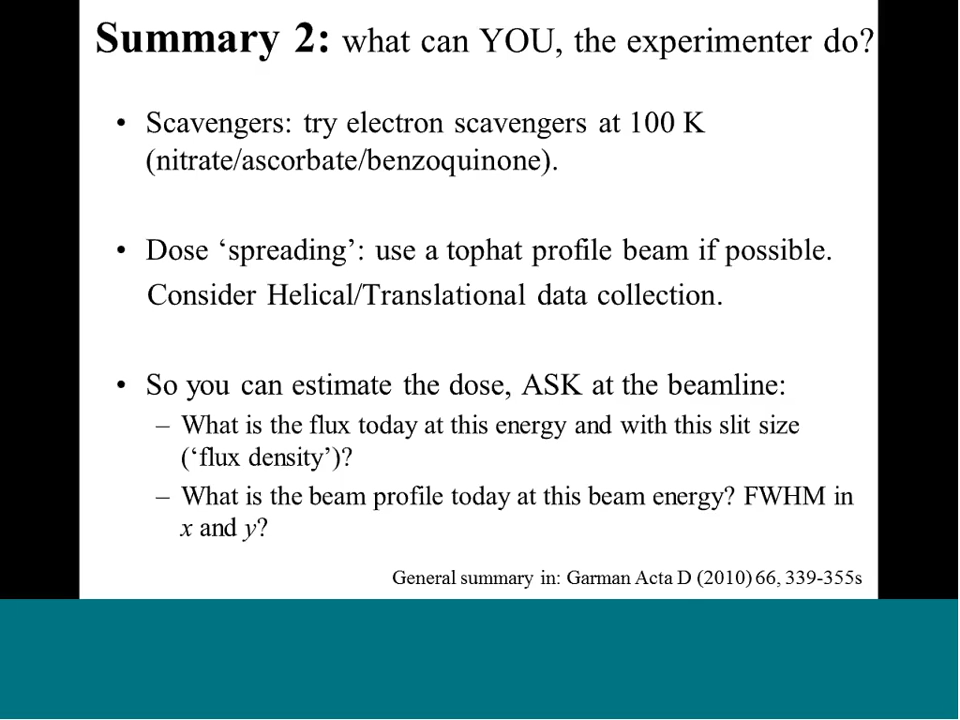 Summary 2: what can YOU, the experimenter do?
• Scavengers: try electron scavengers at 100 K
(nitrate/ascorbate/benzoquinone).
• Dose ‘spreading’: use a tophat profile beam if possible.
Consider Helical/Translational data collection.
• So you can estimate the dose, ASK at the beamline:
– What is the flux today at this energy and with this slit size
(‘flux density’)?
– What is the beam profile today at this beam energy? FWHM in
x and y?
General summary in: Garman Acta D (2010) 66, 339-355s